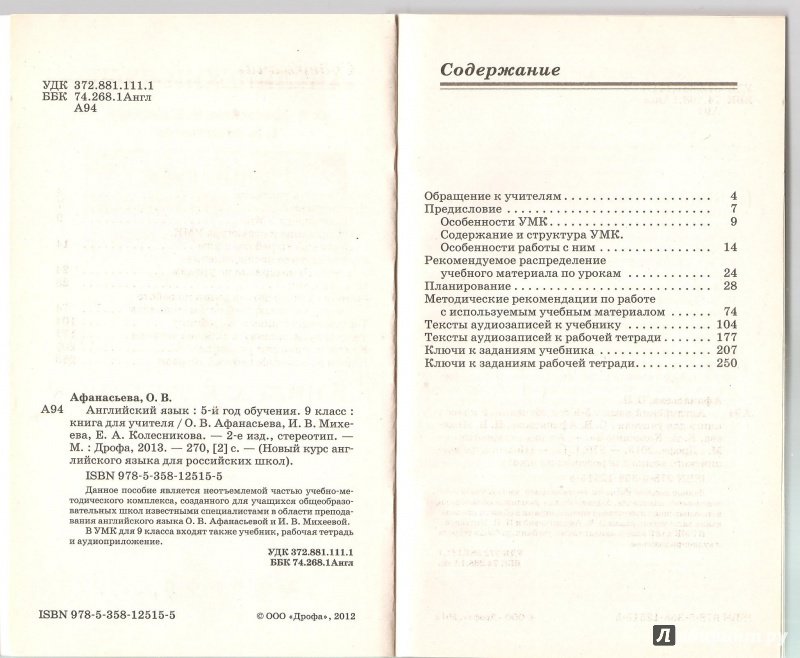 УДК 372.881.111.1
ББК 74.268.1Англ
А94
Афанасьева, О. В.
А94 Английский язык : 5-й год обучения. 9 класс :
книга для учителя / О. В. Афанасьева, И. В. Михе-
ева, Е. А. Колесникова. — 2-е изд., стереотип. —
М. : Дрофа, 2013. — 270, [2] с. — (Новый курс анг-
лийского языка для российских школ).
ISBN 978-5-358-12515-5
Данное пособие является неотъемлемой частью учебно-ме-
тодического комплекса, созданного для учащихся общеобразо-
вательных школ известными специалистами в области препода-
вания английского языка О. В. Афанасьевой и И. В. Михеевой.
В УМК для 9 класса входят также учебник, рабочая тетрадь
и аудиоприложение.
УДК 372.881.111.1
ББК 74.268.1Англ
ISBN 978-5-358-12515-5
© ООО «Дрофа», 2012
Содержание
Обращение к учителям . . . . . . . . . . . . . . . . . . . . . 4
Предисловие . . . . . . . . . . . . . . . . . . . . . . . . . . . . 7
Особенности УМК. . . . . . . . . . . . . . . . . . . . . . . 9
Содержание и структура УМК.
Особенности работы с ним . . . . . . . . . . . . . . . . 14
Рекомендуемое распределение
учебного материала по урокам . . . . . . . . . . . . 24
Планирование . . . . . . . . . . . . . . . . . . . . . . . . . . . 28
Методические рекомендации по работе
с используемым учебным материалом . . . . . . 74
Тексты аудиозаписей к учебнику . . . . . . . . . . . . 104
Тексты аудиозаписей к рабочей тетради . . . . . . . 177
Ключи к заданиям учебника . . . . . . . . . . . . . . . . 207
Ключи к заданиям рабочей тетради. . . . . . . . . . . 250